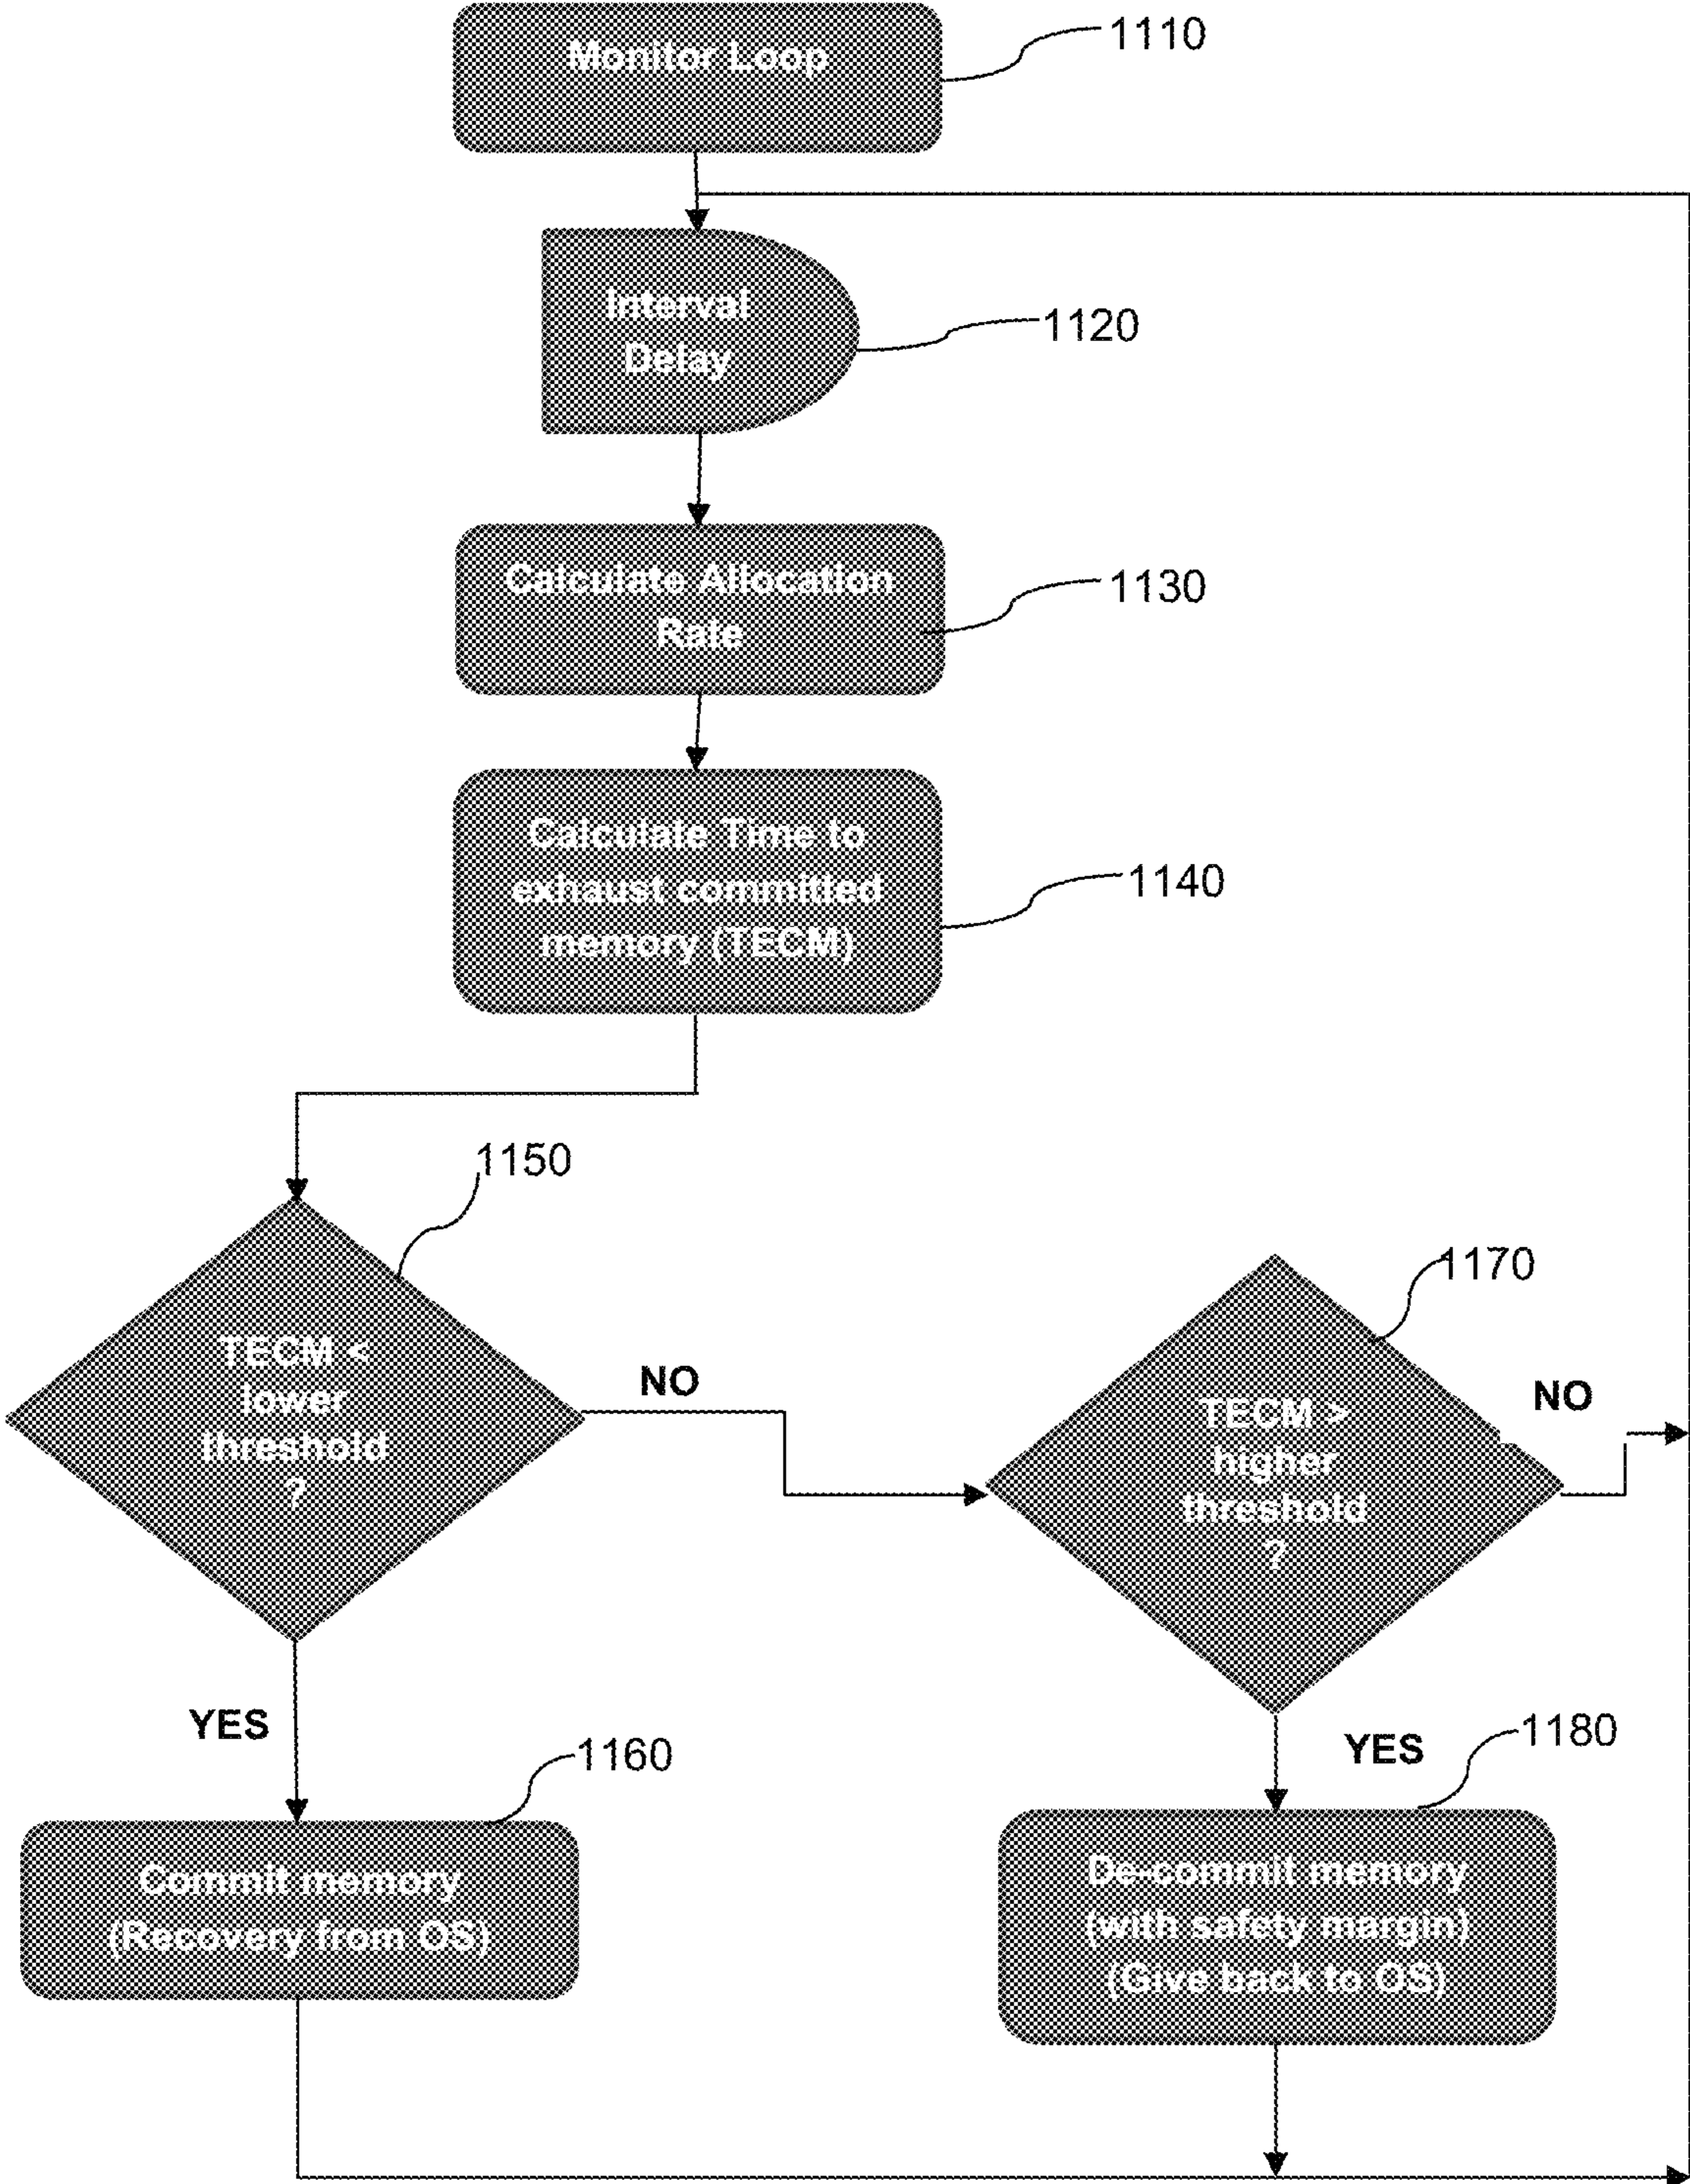 Monitor Loop
1110
Interval
Delay
1120
Calculate Allocation
Rate
1130
Calculate Time to
exhaust committed
memory (TECM)
1140
1150
TECM <
lower
threshold
?
NO
1170
TECM >
higher
threshold
?
NO
YES
1160
Commit memory
(Recovery from OS)
YES
1180
De-commit memory
(with safety margin)
(Give back to OS)